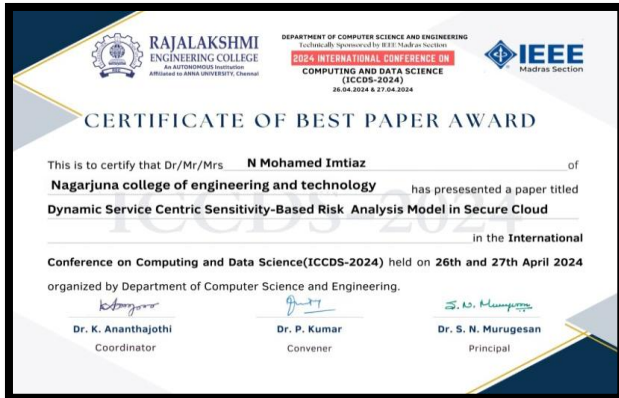 RAJALAKSHMI
ENGINEERING COLLEGE
An AUTONOMOUS Institution
Affiliated to ANNA UNIVERSITY, Chennai
DEPARTMENT OF COMPUTER SCIENCE AND ENGINEERING
Technically Sponsored by IEEE Madras Section
2024 INTERNATIONAL CONFERENCE ON
COMPUTING AND DATA SCIENCE
(ICCDS-2024)
26.04.2024 & 27.04.2024
IEEE
Madras Section
CERTIFICATE OF BEST PAPER AWARD
This is to certify that Dr/Mr/Mrs N Mohamed Imtiaz of
Nagarjuna college of engineering and technology has presesented a paper titled
ICCDS-2024
Dynamic Service Centric Sensitivity-Based Risk Analysis Model in Secure Cloud
in the International
Conference on Computing and Data Science(ICCDS-2024) held on 26th and 27th April 2024
organized by Department of Computer Science and Engineering.
Dr. K. Ananthajothi Dr. P. Kumar Dr. S. N. Murugesan
Coordinator Convener Principal